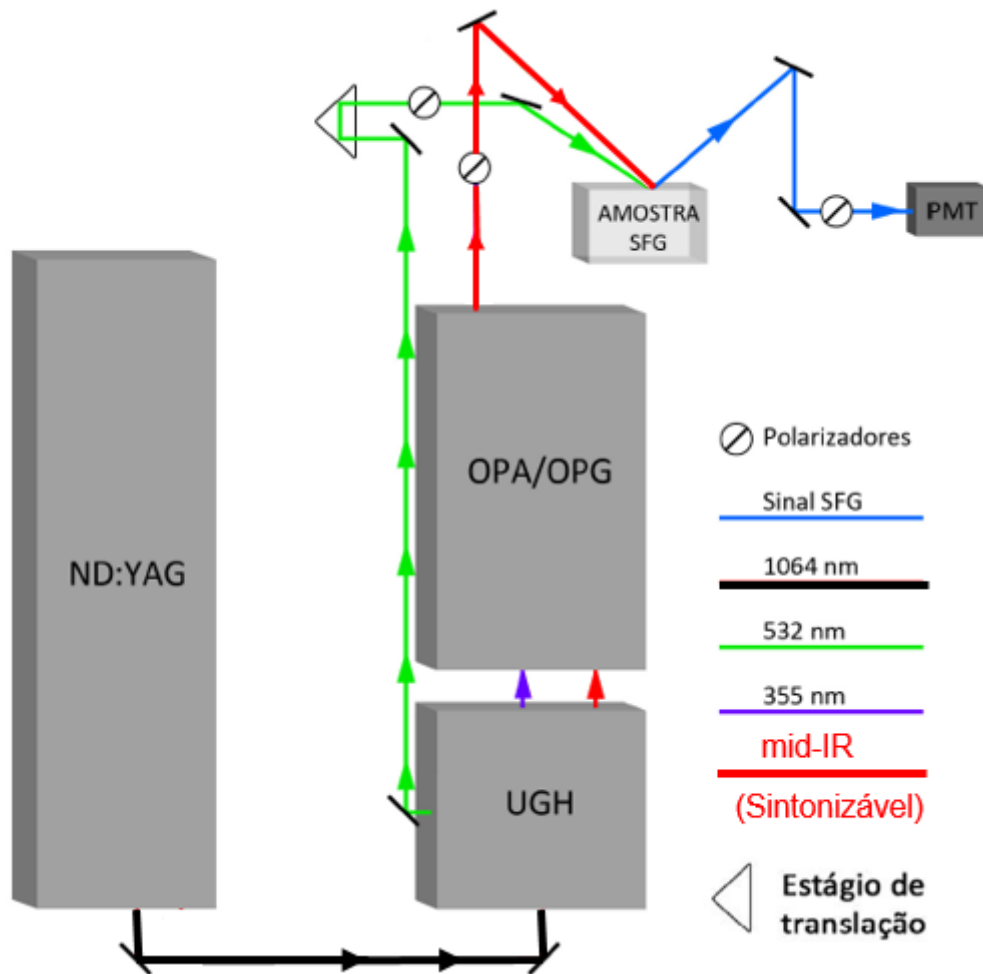 AMOSTRA
SFG
PMT
OPA/OPG
ND:YAG
UGH
Polarizadores
Sinal SFG
1064 nm
532 nm
355 nm
mid-IR
(Sintonizável)
Estágio de
translação